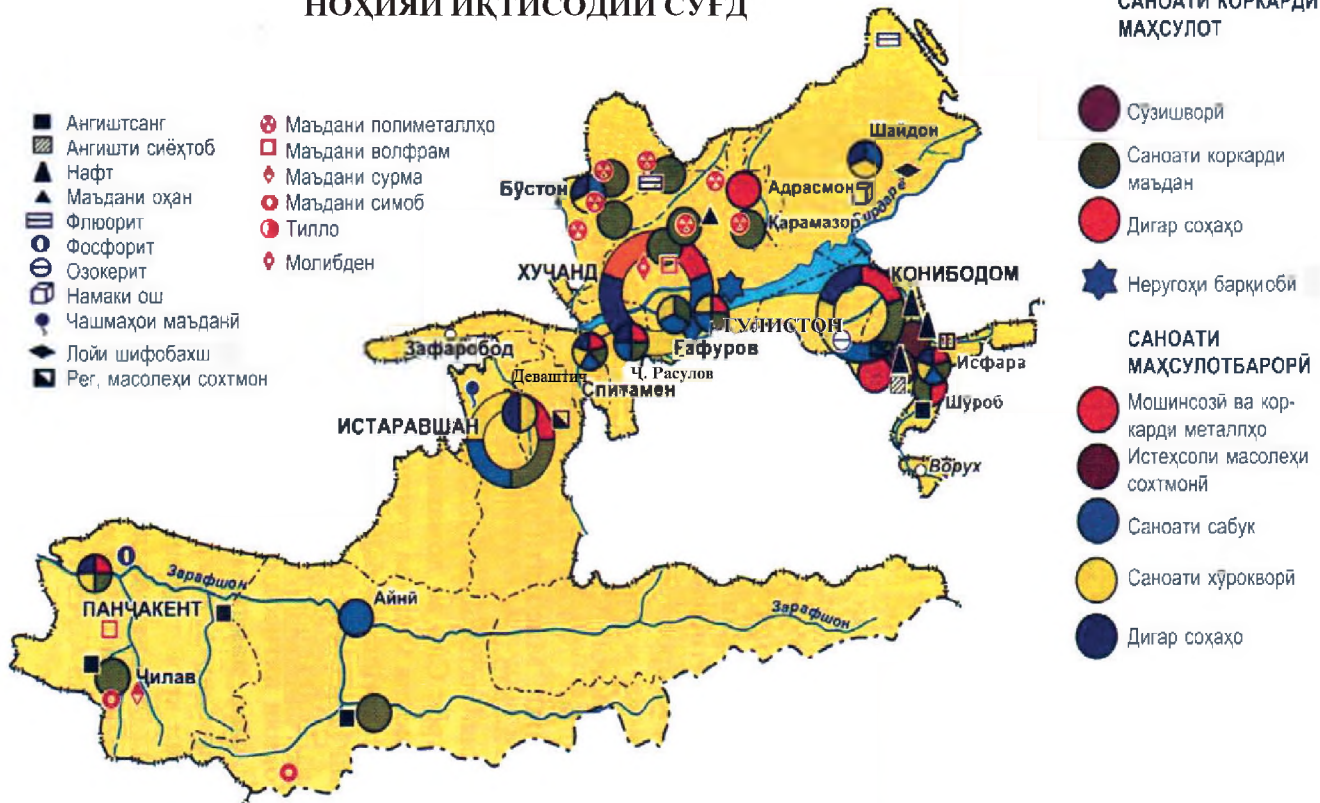 НОҲИЯИ ИҚТИСОДИИ СУҒД
Ангиштсанг
Ангишти сиёҳтоб
Нафт
Маъдани оҳан
Флюорит
Фосфорит
Озокерит
Намаки ош
Чашмаҳои маъданӣ
Лойи шифобахш
Рег, масолеҳи сохтмон
Маъдани полиметаллҳо
Маъдани волфрам
Маъдани сурма
Маъдани симоб
Тилло
Молибден
Шайдон
Бӯстон
Адрасмон
Қарамазор
Сирдарё
ХУҶАНД
КОНИБОДОМ
ГУЛИСТОН
Ғафуров
Зафаробод
Исфара
Ҷ. Расулов
Деваштич
Спитамен
Шӯроб
ИСТАРАВШАН
Ворух
Зарафшон
ПАНҶАКЕНТ
Айнӣ
Зарафшон
Ҷилав
САНОАТИ КОРКАРДИ
МАҲСУЛОТ
Сӯзишворӣ
Саноати коркарди
маъдан
Дигар соҳаҳо
Неругоҳи барқи обӣ
САНОАТИ
МАҲСУЛОТБАРОРӢ
Мошинсозӣ ва кор-
карди металлҳо
Истеҳсоли масолеҳи
сохтмонӣ
Саноати сабук
Саноати хӯрокворӣ
Дигар соҳаҳо